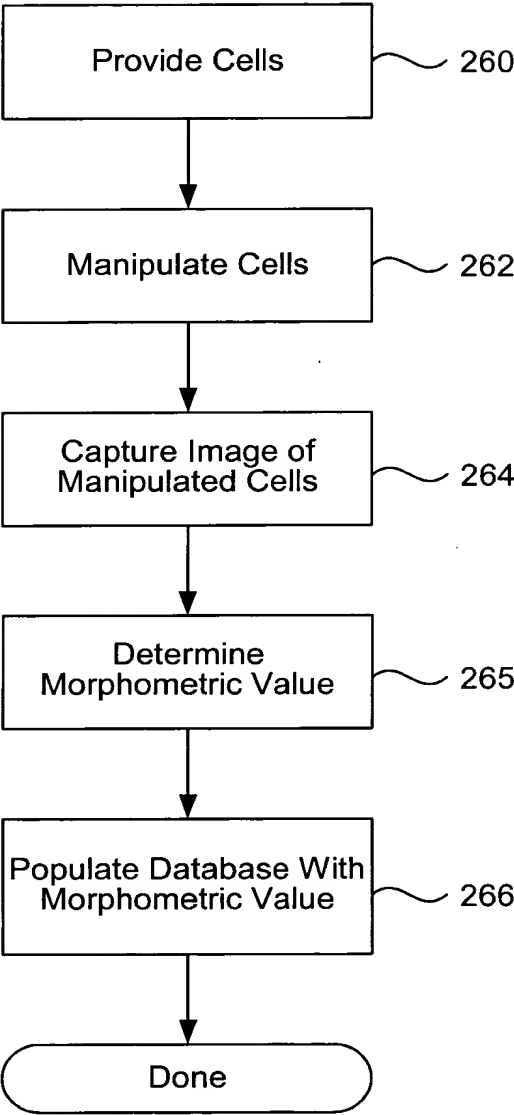 Provide Cells
260
Manipulate Cells
262
Capture Image of
Manipulated Cells
264
Determine
Morphometric Value
265
Populate Database With
Morphometric Value
266
Done